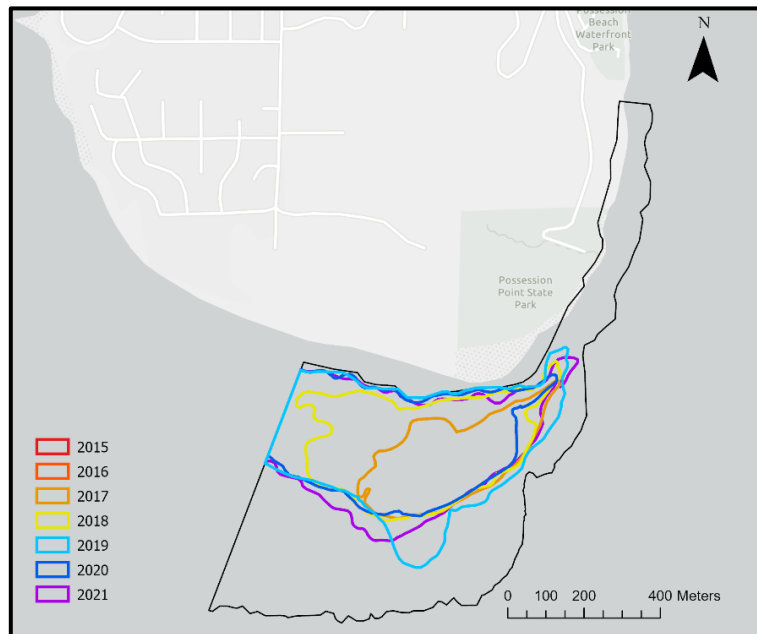 Possession
Beach
Waterfront
Park
N
Possession
Point State
Park
2015
2016
2017
2018
2019
2020
2021
0 100 200 400 Meters